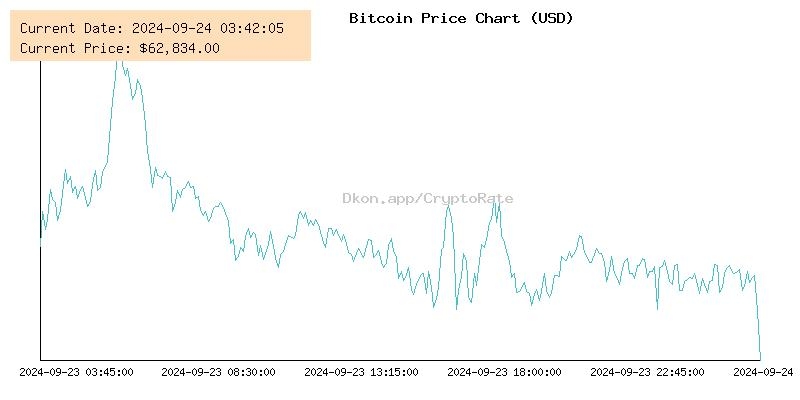 Bitcoin Price Chart (USD)
Current Date: 2024-09-24 03:42:05
Current Price: $62,834.00
Dkon.app/CryptoRate
2024-09-23 03:45:00 2024-09-23 08:30:00 2024-09-23 13:15:00 2024-09-23 18:00:00 2024-09-23 22:45:00 2024-09-24